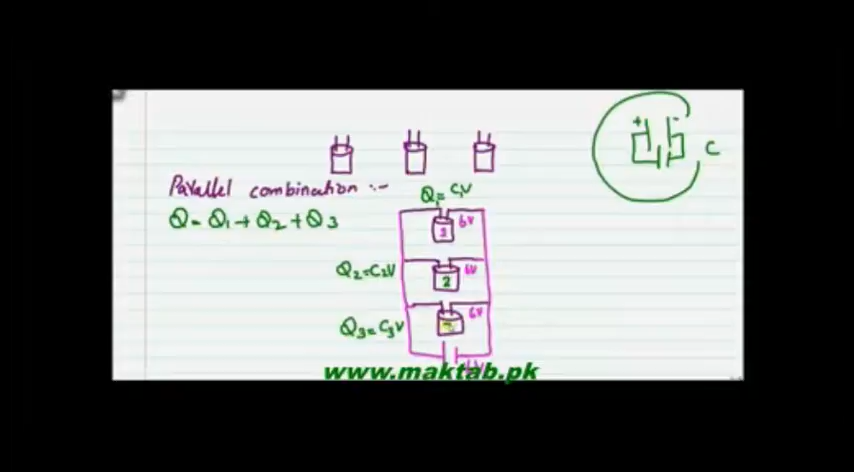 + -
C
Parallel combination :-
Q₁ = C₁V
Q = Q₁ + Q₂ + Q3
1 6V
Q₂ = C₂V
2 6V
Q₃ = C₃V
6V
www.maktab.pk